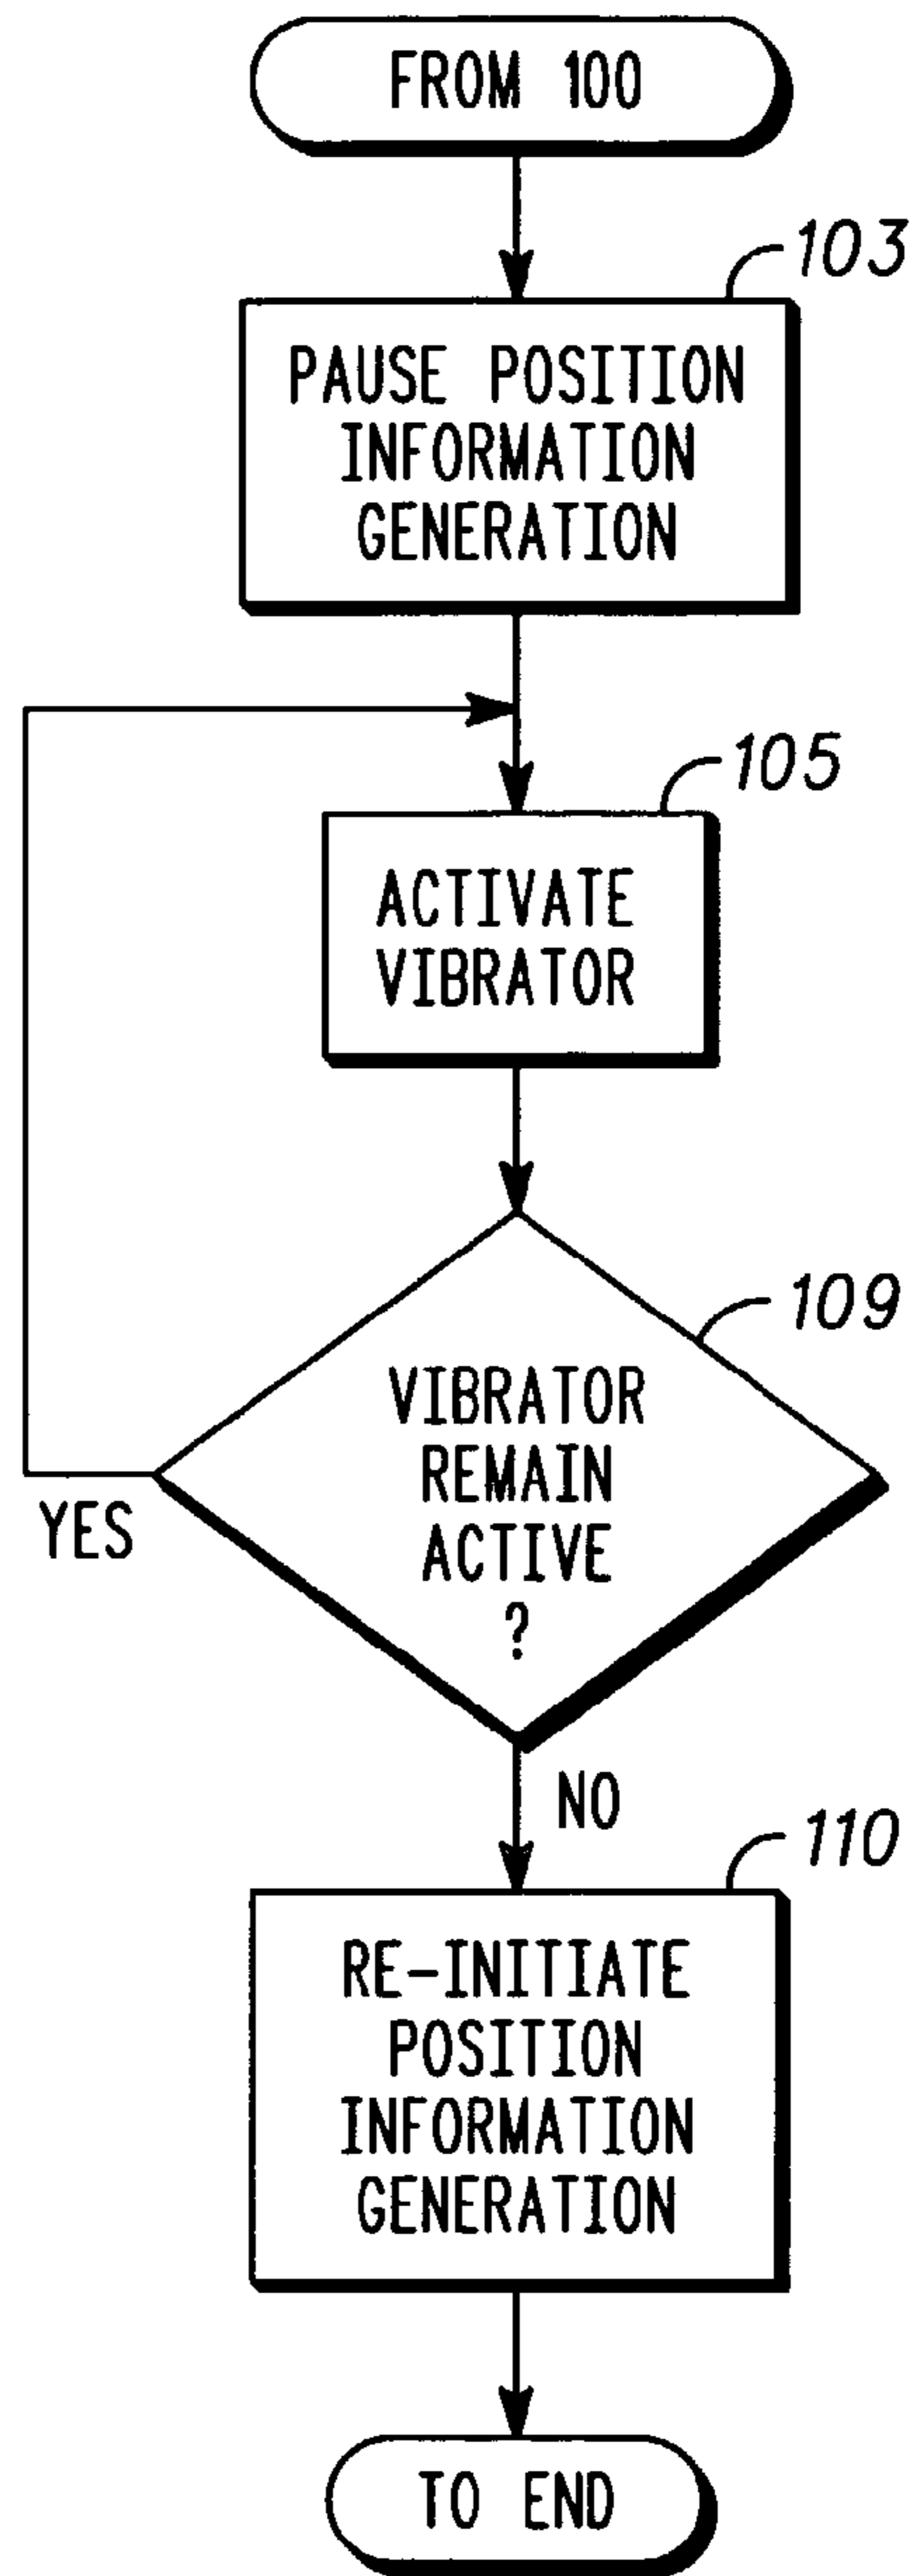 FROM 100
103
PAUSE POSITION
INFORMATION
GENERATION
105
ACTIVATE
VIBRATOR
109
VIBRATOR
REMAIN
ACTIVE
?
YES
NO
110
RE-INITIATE
POSITION
INFORMATION
GENERATION
TO END